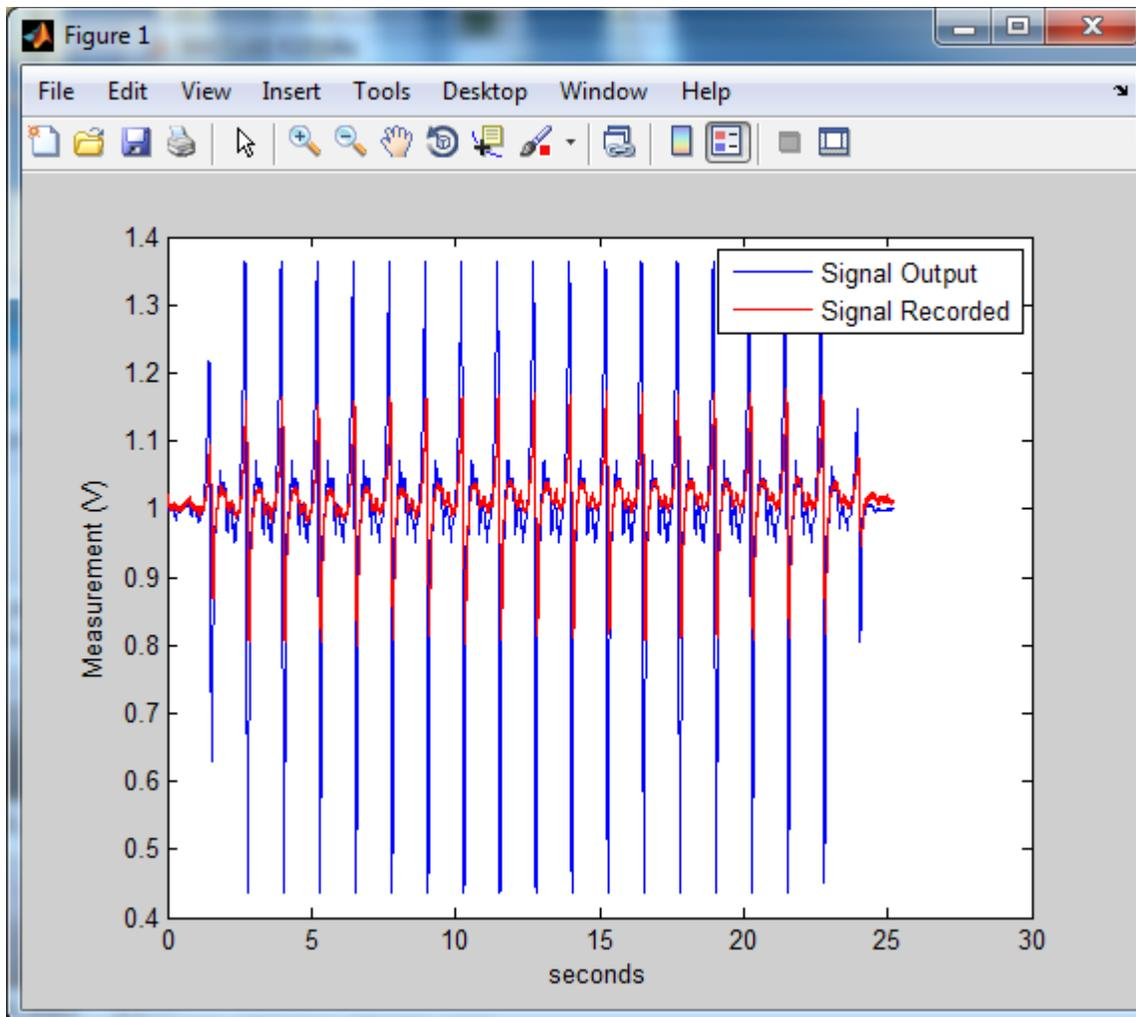 Figure 1
File Edit View Insert Tools Desktop Window Help
Signal Output
Signal Recorded
1.4
1.3
1.2
1.1
1
0.9
0.8
0.7
0.6
0.5
0.4
Measurement (V)
0 5 10 15 20 25 30
seconds